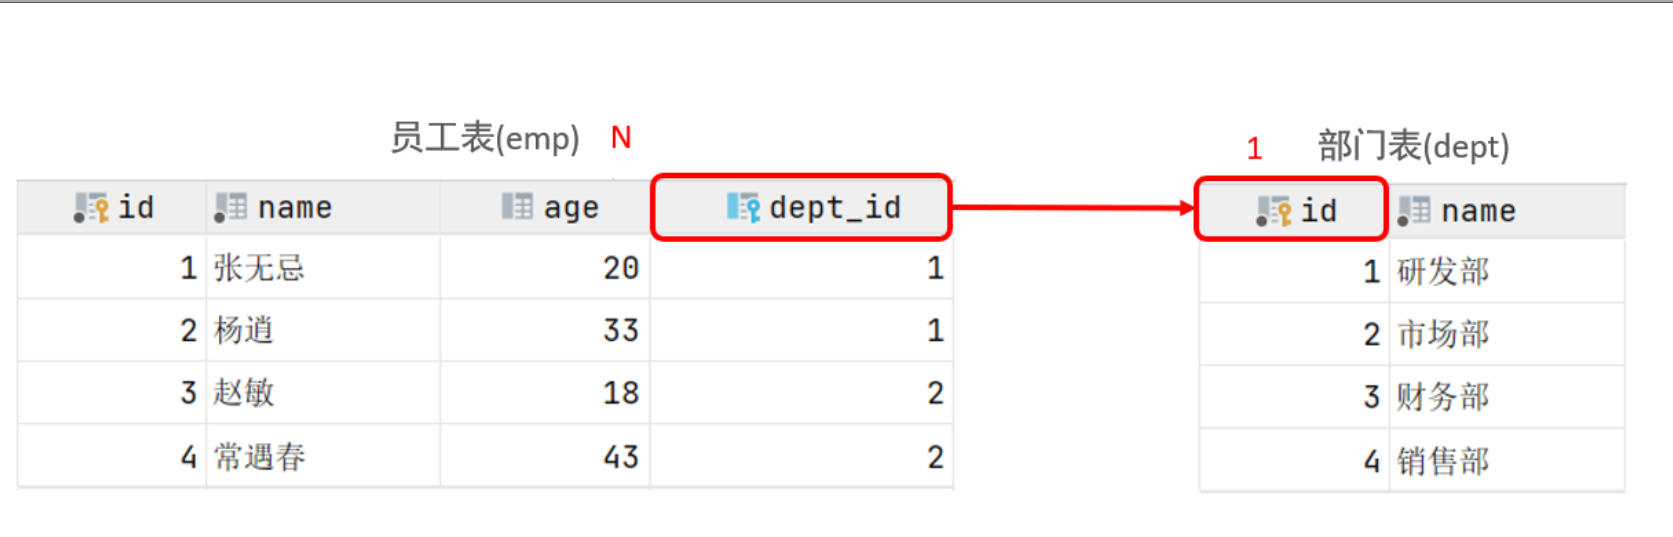 员工表(emp) N
1 部门表(dept)
id name age dept_id
1 张无忌 20 1
2 杨逍 33 1
3 赵敏 18 2
4 常遇春 43 2
id name
1 研发部
2 市场部
3 财务部
4 销售部